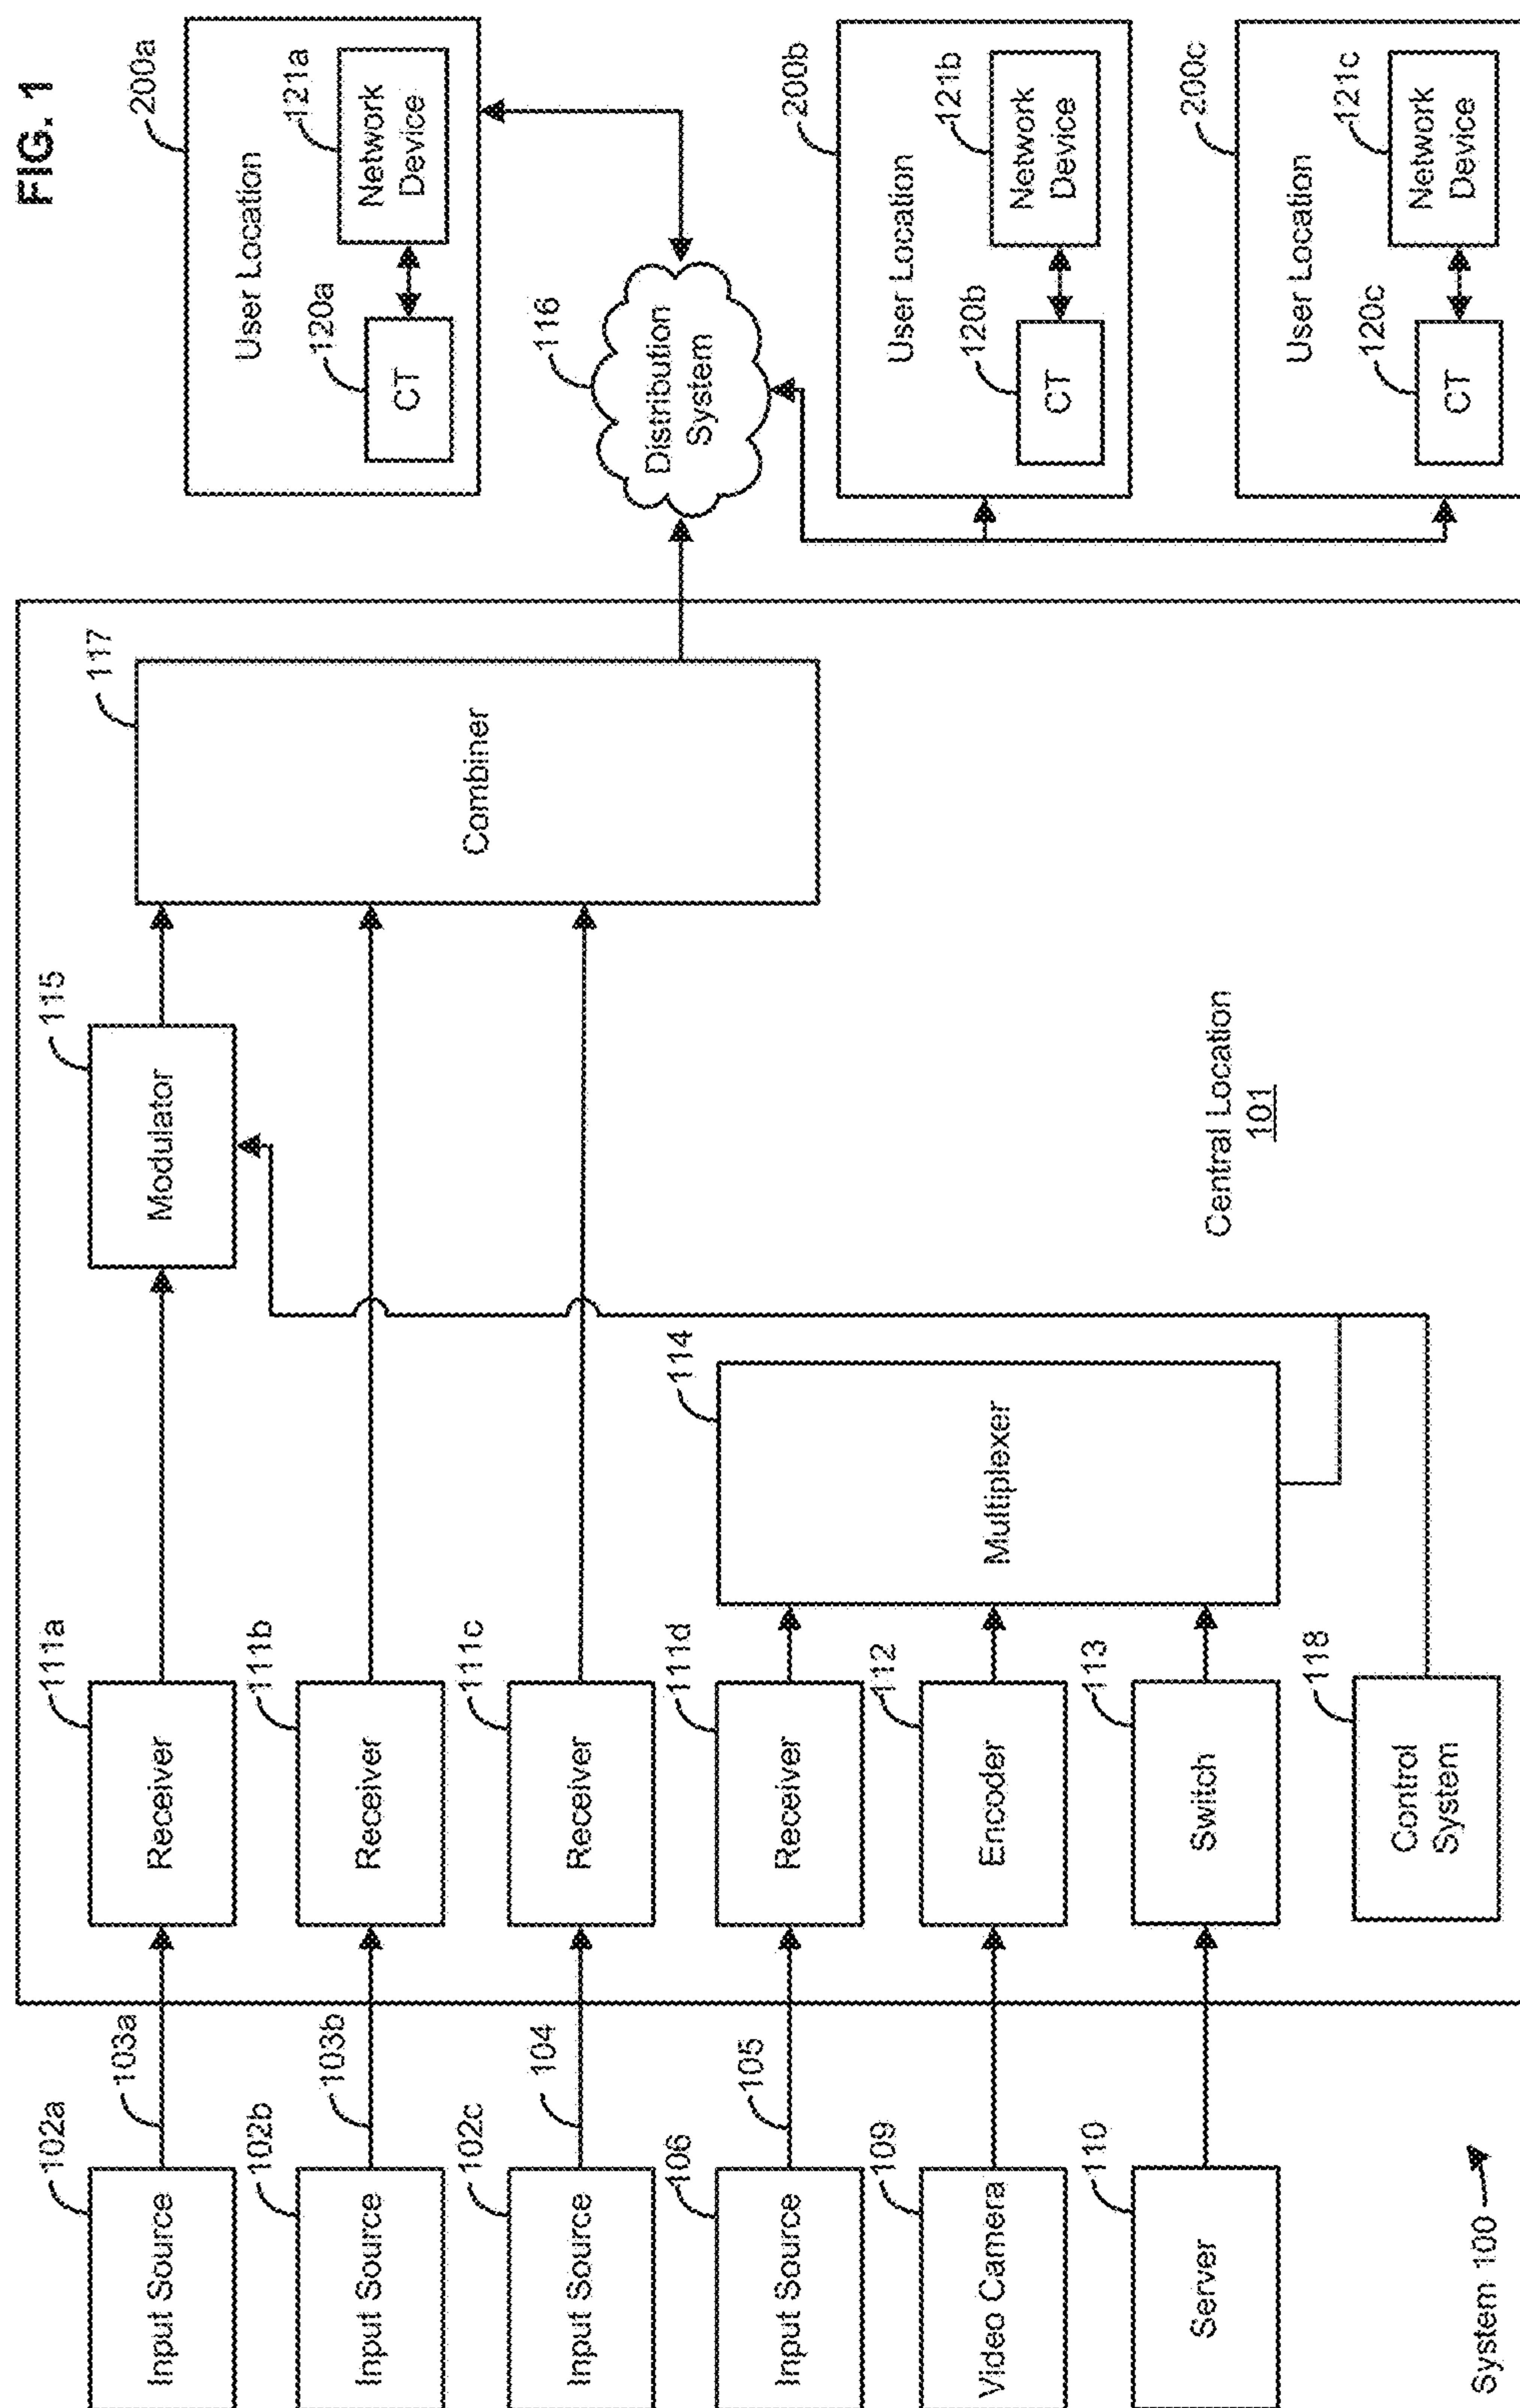 FIG. 1
102a
Input Source
103a
111a
Receiver
115
Modulator
117
Combiner
102b
Input Source
103b
111b
Receiver
102c
Input Source
104
111c
Receiver
106
Input Source
105
111d
Receiver
114
Multiplexer
109
Video Camera
112
Encoder
110
Server
113
Switch
118
Control
System
Central Location
101
116
Distribution
System
200a
User Location
120a
CT
121a
Network
Device
200b
User Location
120b
CT
121b
Network
Device
200c
User Location
120c
CT
121c
Network
Device
System 100